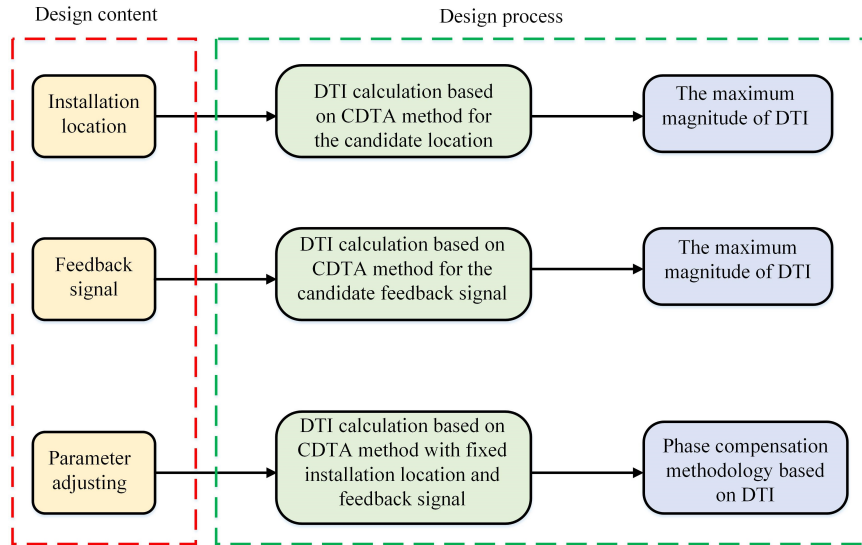 Design content
Design process
Installation
location
DTI calculation based
on CDTA method for
the candidate location
The maximum
magnitude of DTI
Feedback
signal
DTI calculation based on
CDTA method for the
candidate feedback signal
The maximum
magnitude of DTI
Parameter
adjusting
DTI calculation based on
CDTA method with fixed
installation location and
feedback signal
Phase compensation
methodology based
on DTI